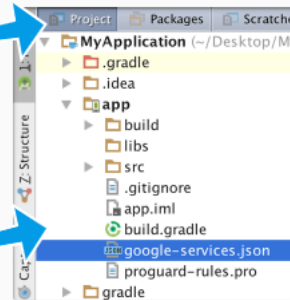 Project Packages Scratche
MyApplication (~/Desktop/M
.gradle
.idea
app
build
libs
src
.gitignore
app.iml
build.gradle
google-services.json
proguard-rules.pro
gradle
1:
Z: Structure
Ca